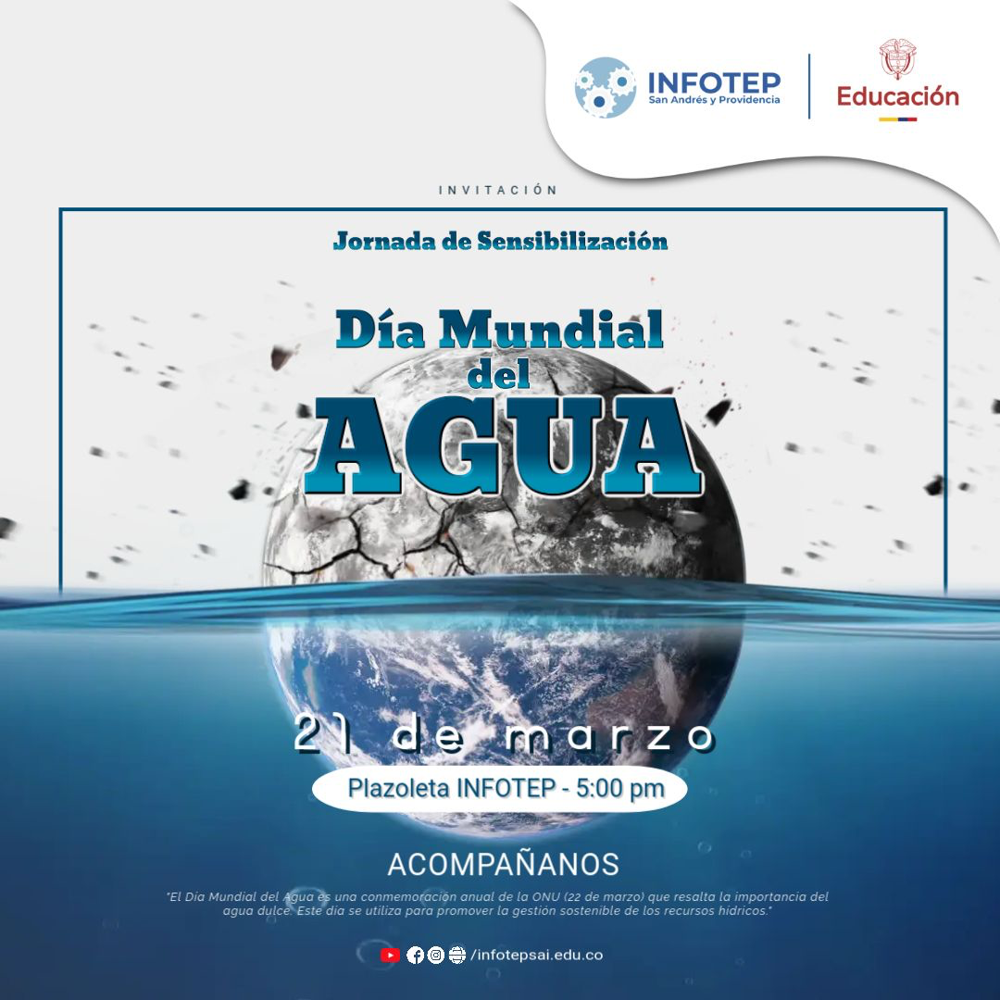 INFOTEP
San Andrés y Providencia
Educación
INVITACIÓN
Jornada de Sensibilización
Día Mundial
del
AGUA
21 de marzo
Plazoleta INFOTEP - 5:00 pm
ACOMPAÑANOS
"El Día Mundial del Agua es una conmemoración anual de la ONU (22 de marzo) que resalta la importancia del
agua dulce. Este día se utiliza para promover la gestión sostenible de los recursos hídricos."
/infotepsai.edu.co